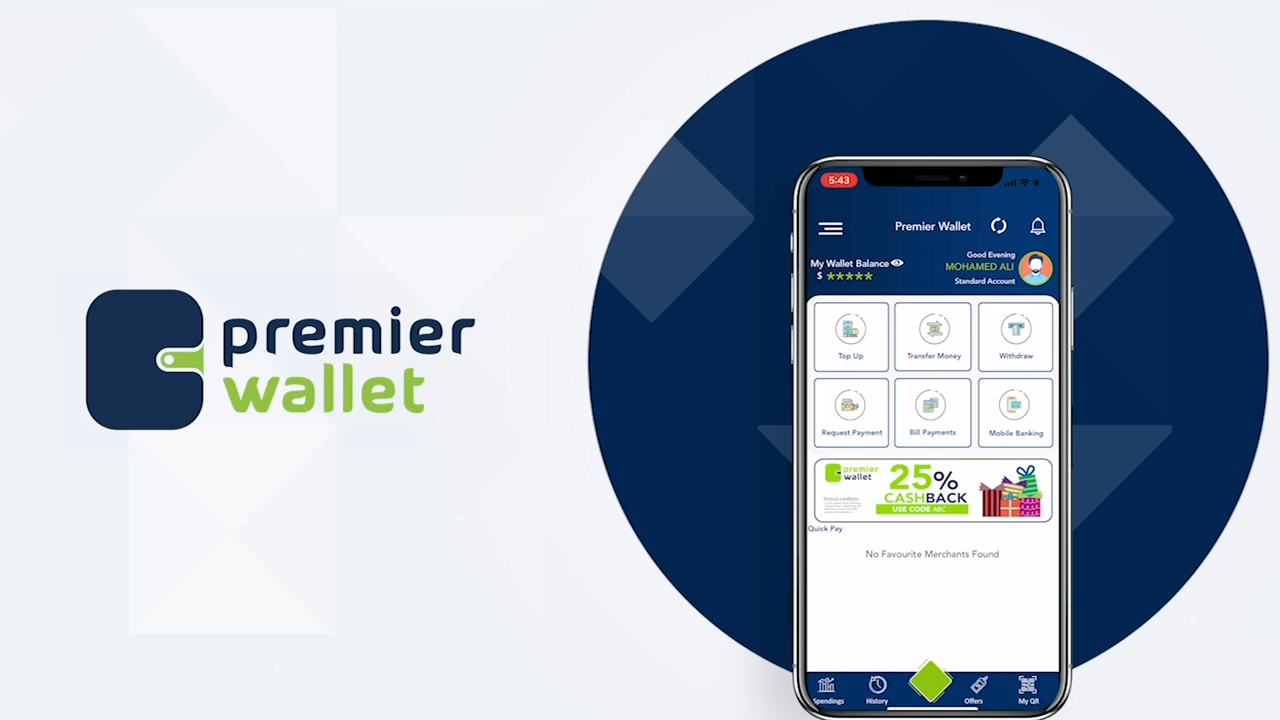 premier
wallet
5:43
Premier Wallet
My Wallet Balance
$ *****
Good Evening
MOHAMED ALI
Standard Account
Top Up
Transfer Money
Withdraw
Request Payment
Bill Payments
Mobile Banking
premier
wallet
Terms & conditions
25%
CASHBACK
USE CODE ABC
Quick Pay
No Favourite Merchants Found
Spendings
History
Offers
My QR